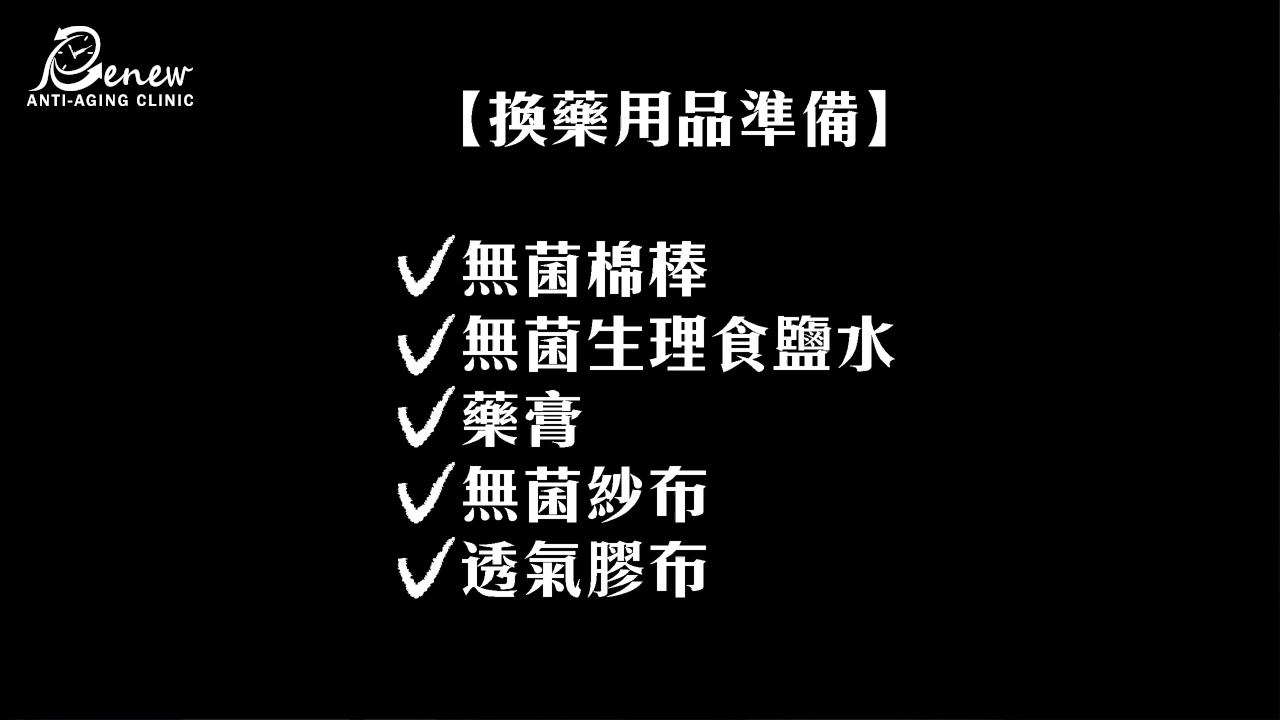 Renew
ANTI-AGING CLINIC
【換藥用品準備】
✓無菌棉棒
✓無菌生理食鹽水
✓藥膏
✓無菌紗布
✓透氣膠布